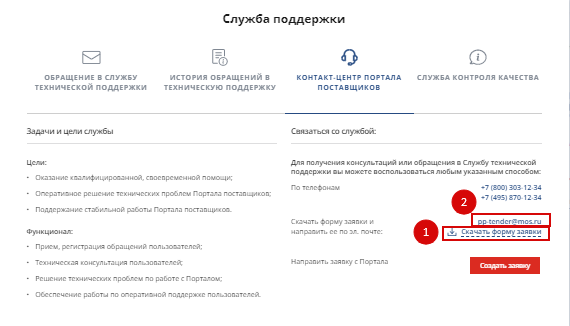 Служба поддержки
ОБРАЩЕНИЕ В СЛУЖБУ
ТЕХНИЧЕСКОЙ ПОДДЕРЖКИ
ИСТОРИЯ ОБРАЩЕНИЙ В
ТЕХНИЧЕСКУЮ ПОДДЕРЖКУ
КОНТАКТ-ЦЕНТР ПОРТАЛА
ПОСТАВЩИКОВ
СЛУЖБА КОНТРОЛЯ КАЧЕСТВА
Задачи и цели службы
Цели:
• Оказание квалифицированной, своевременной помощи;
• Оперативное решение технических проблем Портала поставщиков;
• Поддержание стабильной работы Портала поставщиков.
Функционал:
• Прием, регистрация обращений пользователей;
• Техническая консультация пользователей;
• Решение технических проблем по работе с Порталом;
• Обеспечение работы по оперативной поддержке пользователей.
Связаться со службой:
Для получения консультаций или обращения в Службу технической
поддержки вы можете воспользоваться любым указанным способом:
По телефонам
+7 (800) 303-12-34
+7 (495) 870-12-34
2
Скачать форму заявки и
направить ее по эл. почте:
pp-tender@mos.ru
1
Скачать форму заявки
Направить заявку с Портала
Создать заявку